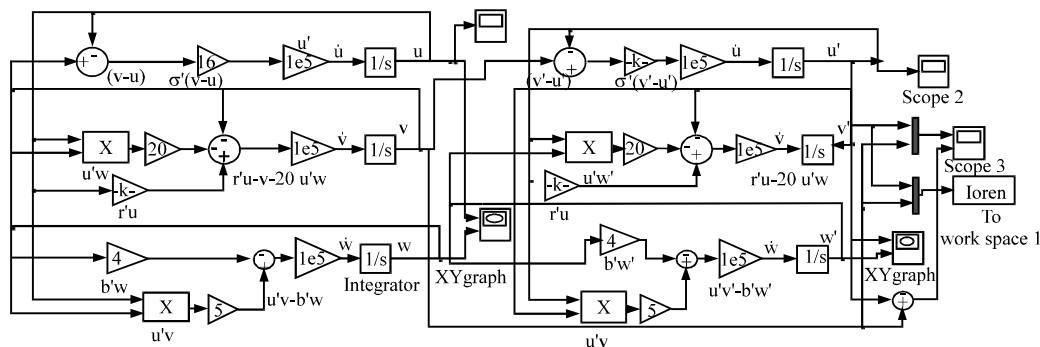 + -
(v-u)
16
σ'(v-u)
u'
1e5
u̇
1/s
u
X
u'w
20
- - +
r'u-v-20 u'w
1e5
v̇
1/s
v
-k-
r'u
4
b'w
X
u'v
5
-
u'v-b'w
1e5
ẇ
1/s
w
Integrator
XYgraph
- +
(v'-u')
-k-
σ'(v'-u')
1e5
u̇
1/s
u'
Scope 2
X
u'w'
20
- - +
r'u-20 u'w
1e5
v̇
1/s
v'
-k-
r'u
Scope 3
Ioren
To
work space 1
4
b'w'
X
u'v
5
- +
u'v'-b'w'
1e5
ẇ
1/s
w'
XYgraph
- +